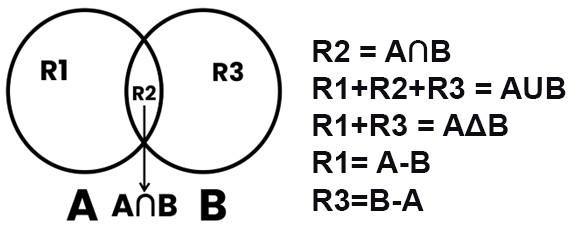 R1
R2
R3
A A∩B B
R2 = A∩B
R1+R2+R3 = AUB
R1+R3 = AΔB
R1= A-B
R3=B-A